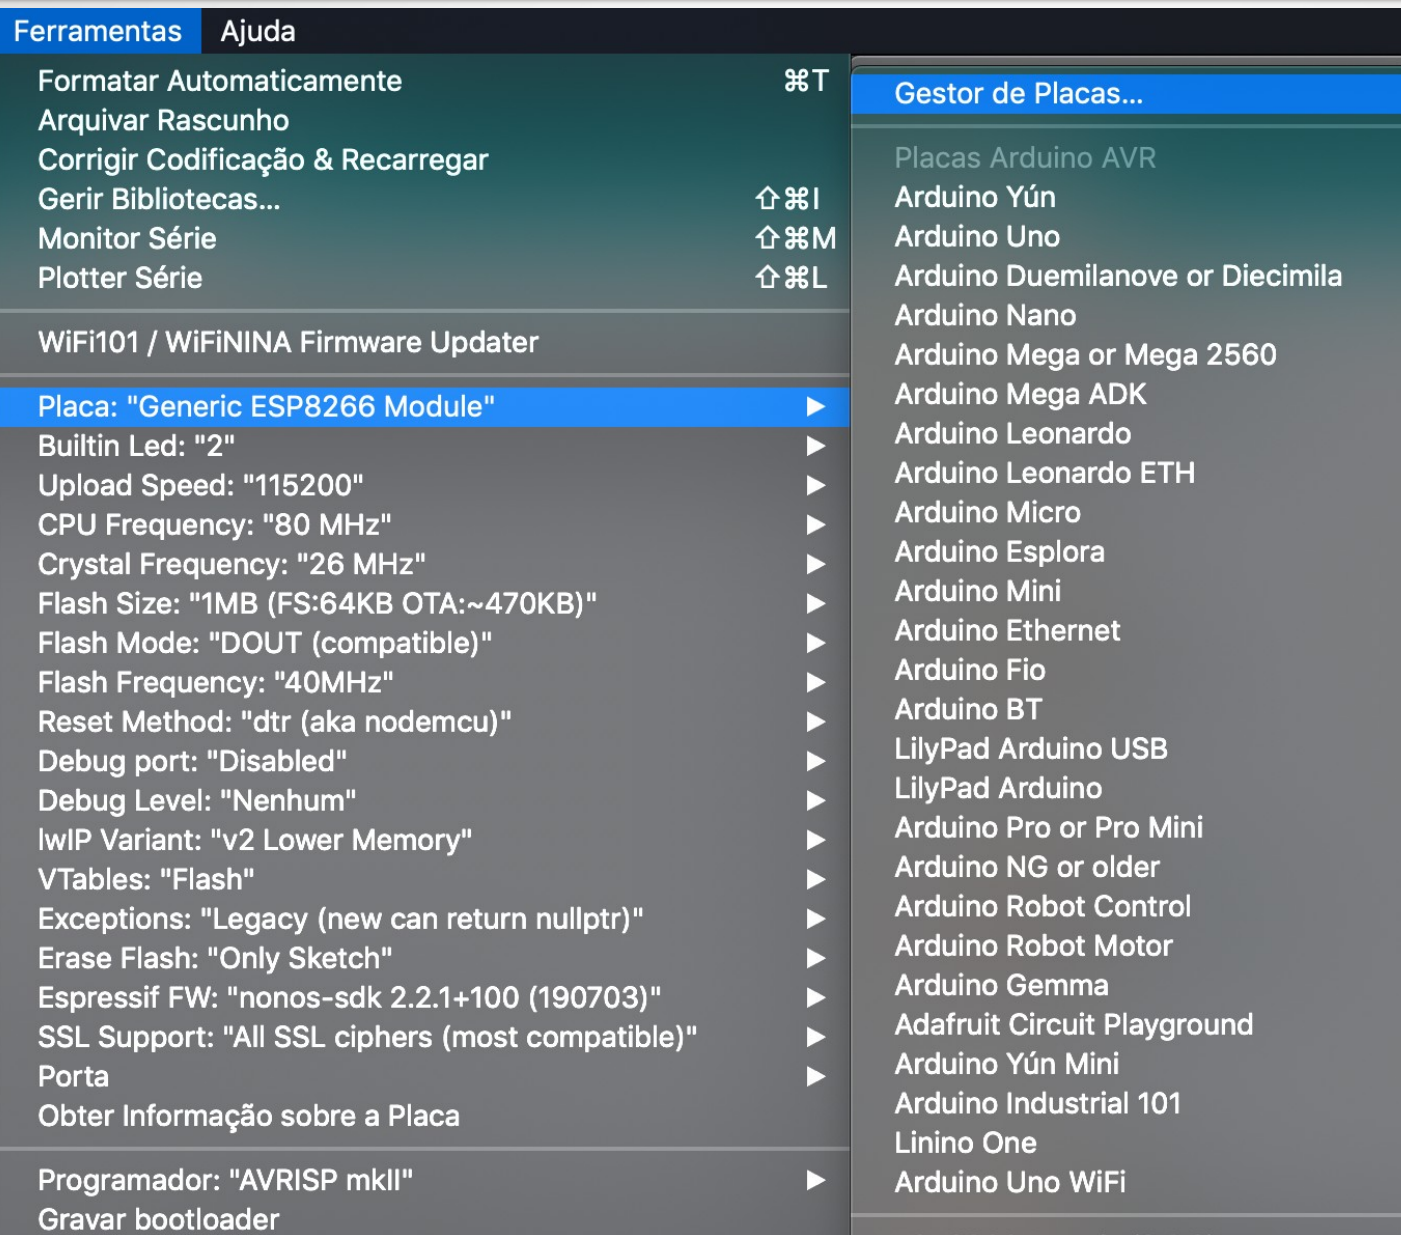 Ferramentas Ajuda
Formatar Automaticamente ⌘T
Arquivar Rascunho
Corrigir Codificação & Recarregar
Gerir Bibliotecas... ⇧⌘I
Monitor Série ⇧⌘M
Plotter Série ⇧⌘L
WiFi101 / WiFiNINA Firmware Updater
Placa: "Generic ESP8266 Module"
Builtin Led: "2"
Upload Speed: "115200"
CPU Frequency: "80 MHz"
Crystal Frequency: "26 MHz"
Flash Size: "1MB (FS:64KB OTA:~470KB)"
Flash Mode: "DOUT (compatible)"
Flash Frequency: "40MHz"
Reset Method: "dtr (aka nodemcu)"
Debug port: "Disabled"
Debug Level: "Nenhum"
lwIP Variant: "v2 Lower Memory"
VTables: "Flash"
Exceptions: "Legacy (new can return nullptr)"
Erase Flash: "Only Sketch"
Espressif FW: "nonos-sdk 2.2.1+100 (190703)"
SSL Support: "All SSL ciphers (most compatible)"
Porta
Obter Informação sobre a Placa
Programador: "AVRISP mkII"
Gravar bootloader
Gestor de Placas...
Placas Arduino AVR
Arduino Yún
Arduino Uno
Arduino Duemilanove or Diecimila
Arduino Nano
Arduino Mega or Mega 2560
Arduino Mega ADK
Arduino Leonardo
Arduino Leonardo ETH
Arduino Micro
Arduino Esplora
Arduino Mini
Arduino Ethernet
Arduino Fio
Arduino BT
LilyPad Arduino USB
LilyPad Arduino
Arduino Pro or Pro Mini
Arduino NG or older
Arduino Robot Control
Arduino Robot Motor
Arduino Gemma
Adafruit Circuit Playground
Arduino Yún Mini
Arduino Industrial 101
Linino One
Arduino Uno WiFi